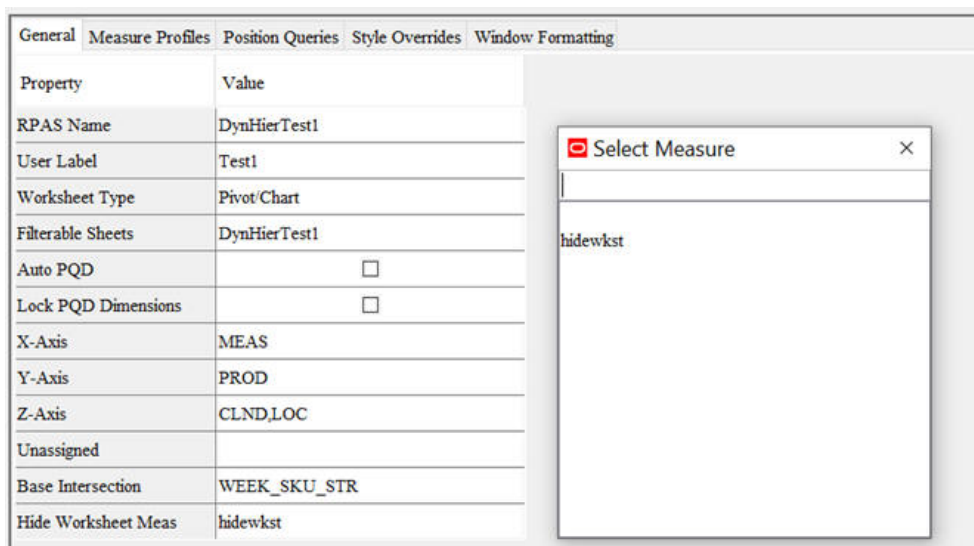 General Measure Profiles Position Queries Style Overrides Window Formatting
Property Value
RPAS Name DynHierTest1
User Label Test1
Worksheet Type Pivot/Chart
Filterable Sheets DynHierTest1
Auto PQD
Lock PQD Dimensions
X-Axis MEAS
Y-Axis PROD
Z-Axis CLND,LOC
Unassigned
Base Intersection WEEK_SKU_STR
Hide Worksheet Meas hidewkst
Select Measure
hidewkst